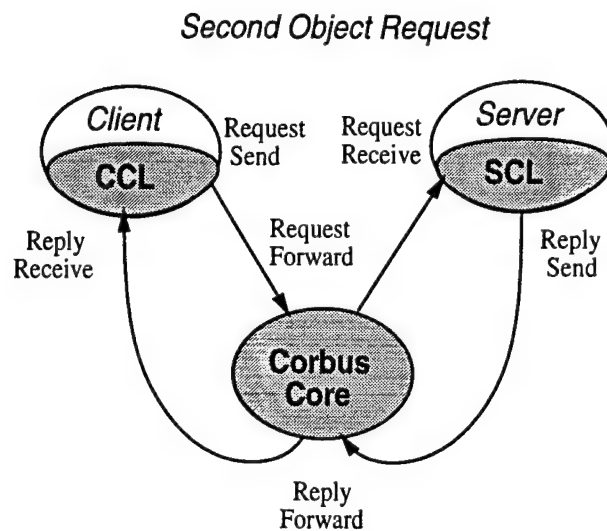 Second Object Request
Client
CCL
Request
Send
Request
Receive
Server
SCL
Reply
Receive
Request
Forward
Reply
Send
Corbus
Core
Reply
Forward